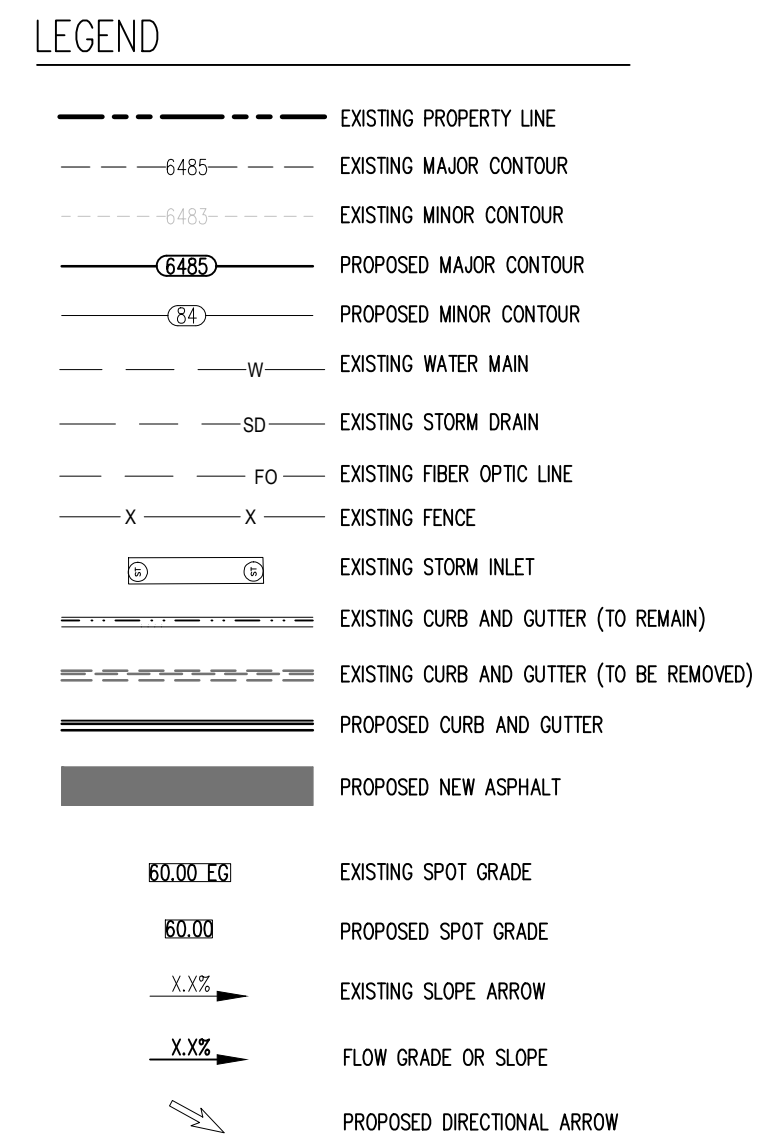 LEGEND
EXISTING PROPERTY LINE
6485 EXISTING MAJOR CONTOUR
6483 EXISTING MINOR CONTOUR
6485 PROPOSED MAJOR CONTOUR
84 PROPOSED MINOR CONTOUR
W EXISTING WATER MAIN
SD EXISTING STORM DRAIN
FO EXISTING FIBER OPTIC LINE
X X EXISTING FENCE
ST ST EXISTING STORM INLET
EXISTING CURB AND GUTTER (TO REMAIN)
EXISTING CURB AND GUTTER (TO BE REMOVED)
PROPOSED CURB AND GUTTER
PROPOSED NEW ASPHALT
60.00 EG EXISTING SPOT GRADE
60.00 PROPOSED SPOT GRADE
X.X% EXISTING SLOPE ARROW
X.X% FLOW GRADE OR SLOPE
PROPOSED DIRECTIONAL ARROW